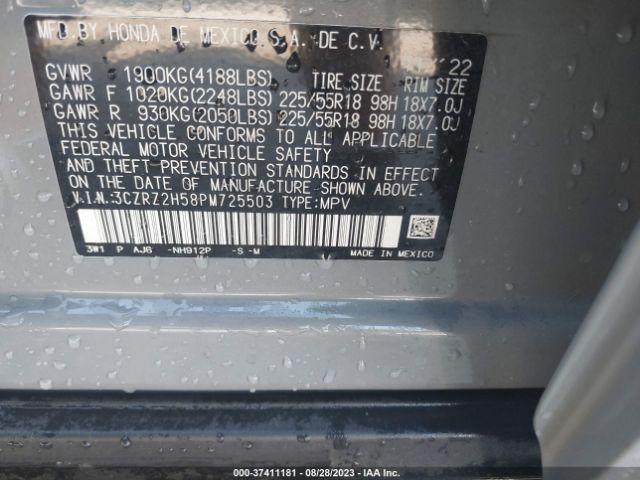 MFD.BY HONDA DE MEXICO S.A. DE C.V.
22
GVWR 1900KG(4188LBS) TIRE SIZE RIM SIZE
GAWR F 1020KG(2248LBS) 225/55R18 98H 18X7.0J
GAWR R 930KG(2050LBS) 225/55R18 98H 18X7.0J
THIS VEHICLE CONFORMS TO ALL APPLICABLE
FEDERAL MOTOR VEHICLE SAFETY
AND THEFT PREVENTION STANDARDS IN EFFECT ON
THE DATE OF MANUFACTURE SHOWN ABOVE.
V.I.N.:3CZRZ2H58PM725503 TYPE:MPV
3W1 P AJ6 -NH912P -S -M MADE IN MEXICO
000-37411181 / 08/28/2023 / IAA Inc.